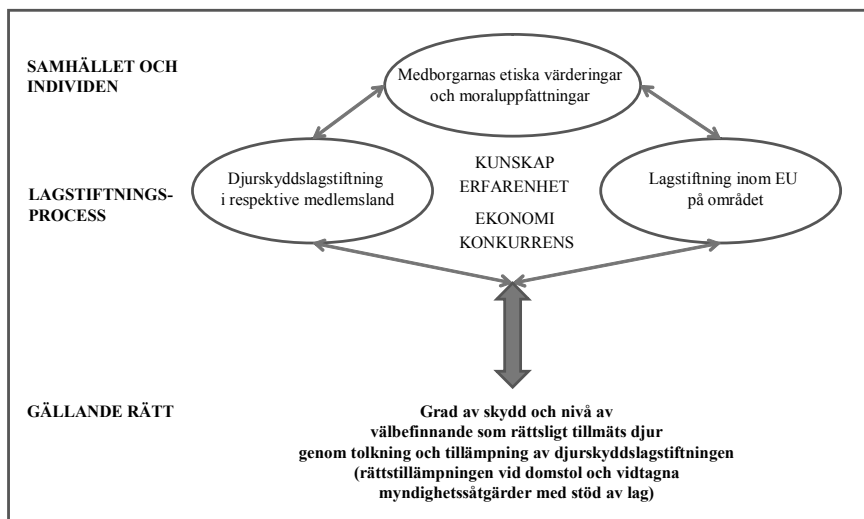 SAMHÄLLET OCH
INDIVIDEN
Medborgarnas etiska värderingar
och moraluppfattningar
LAGSTIFTNINGS-
PROCESS
Djurskyddslagstiftning
i respektive medlemsland
KUNSKAP
ERFARENHET
EKONOMI
KONKURRENS
Lagstiftning inom EU
på området
GÄLLANDE RÄTT
Grad av skydd och nivå av
välbefinnande som rättsligt tillmäts djur
genom tolkning och tillämpning av djurskyddslagstiftningen
(rättstillämpningen vid domstol och vidtagna
myndighetssåtgärder med stöd av lag)